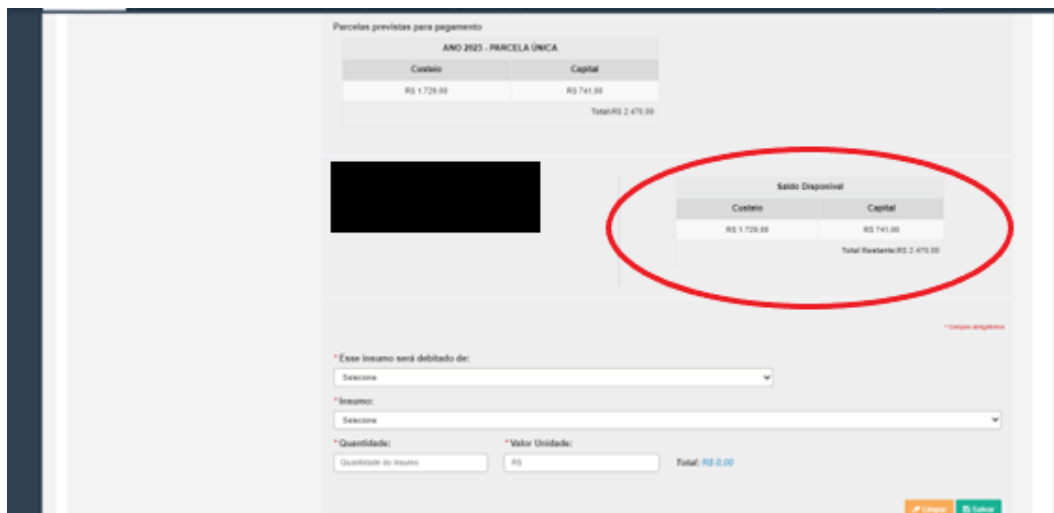 Parcelas previstas para pagamento
ANO 2023 - PARCELA ÚNICA
Custeio Capital
R$ 1.729,00 R$ 741,00
Total:R$ 2.470,00
Saldo Disponível
Custeio Capital
R$ 1.729,00 R$ 741,00
Total Restante:R$ 2.470,00
* Campos obrigatórios
* Esse insumo será debitado de:
Selecione
* Insumo:
Selecione
* Quantidade: * Valor Unidade:
Quantidade do insumo R$ Total: R$ 0,00
Limpar Salvar